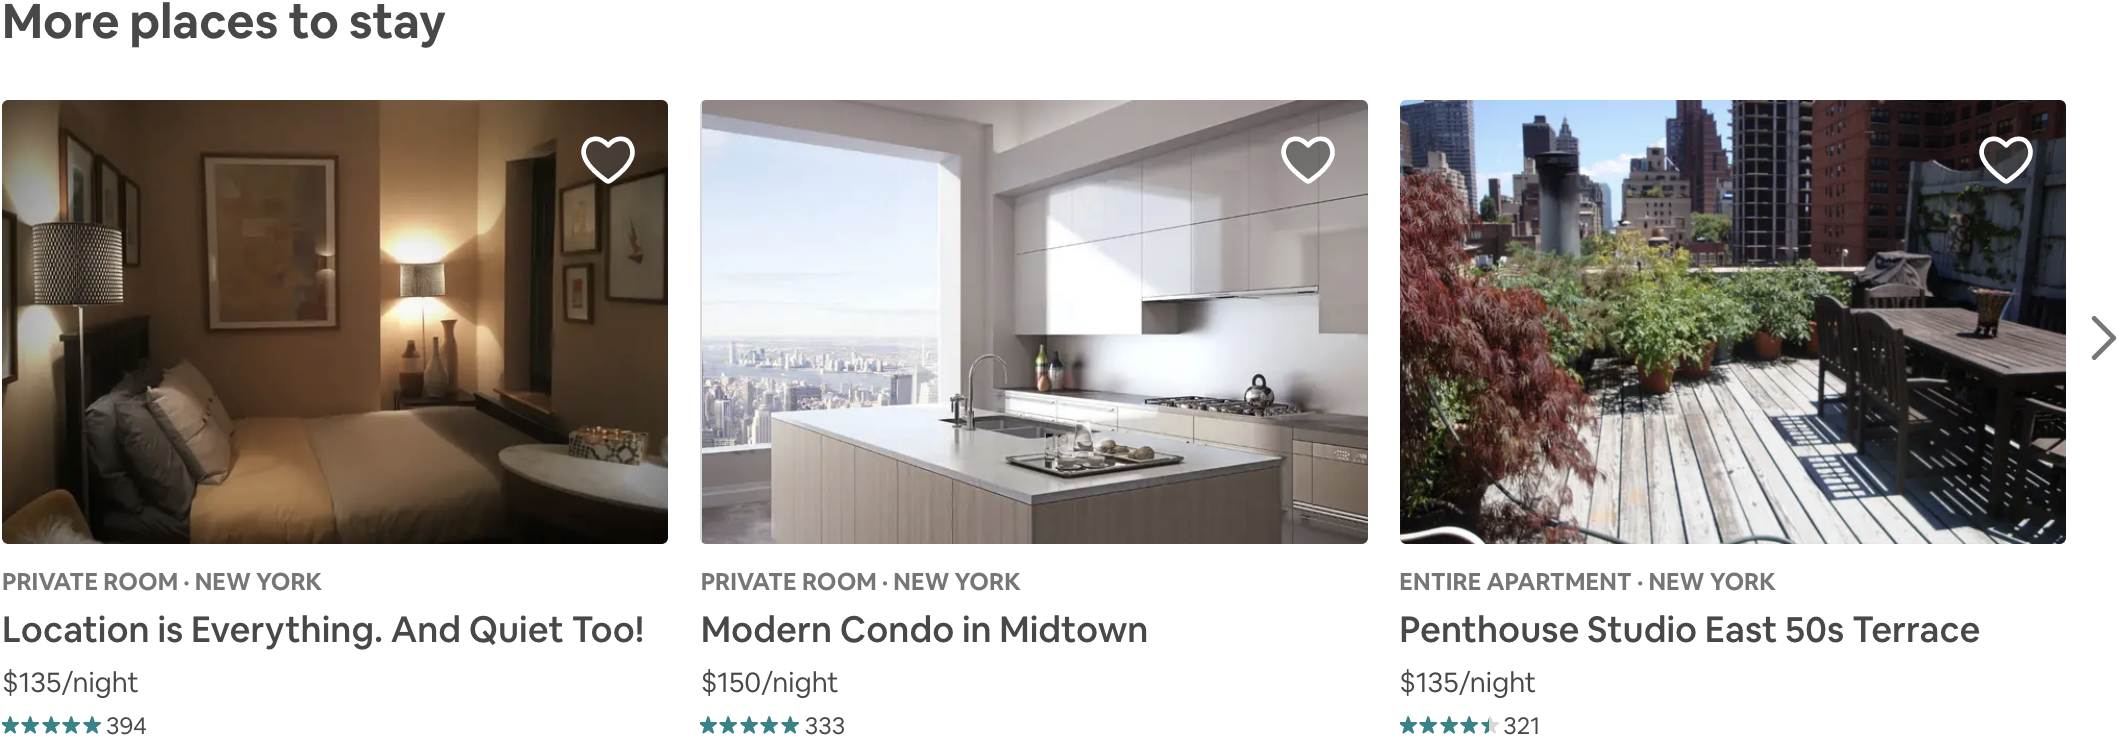 More places to stay
PRIVATE ROOM · NEW YORK
Location is Everything. And Quiet Too!
$135/night
394
PRIVATE ROOM · NEW YORK
Modern Condo in Midtown
$150/night
333
ENTIRE APARTMENT · NEW YORK
Penthouse Studio East 50s Terrace
$135/night
321